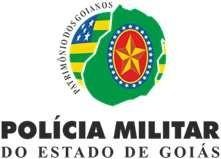 PATRIMÔNIO DOS GOIANOS
POLÍCIA MILITAR
DO ESTADO DE GOIÁS